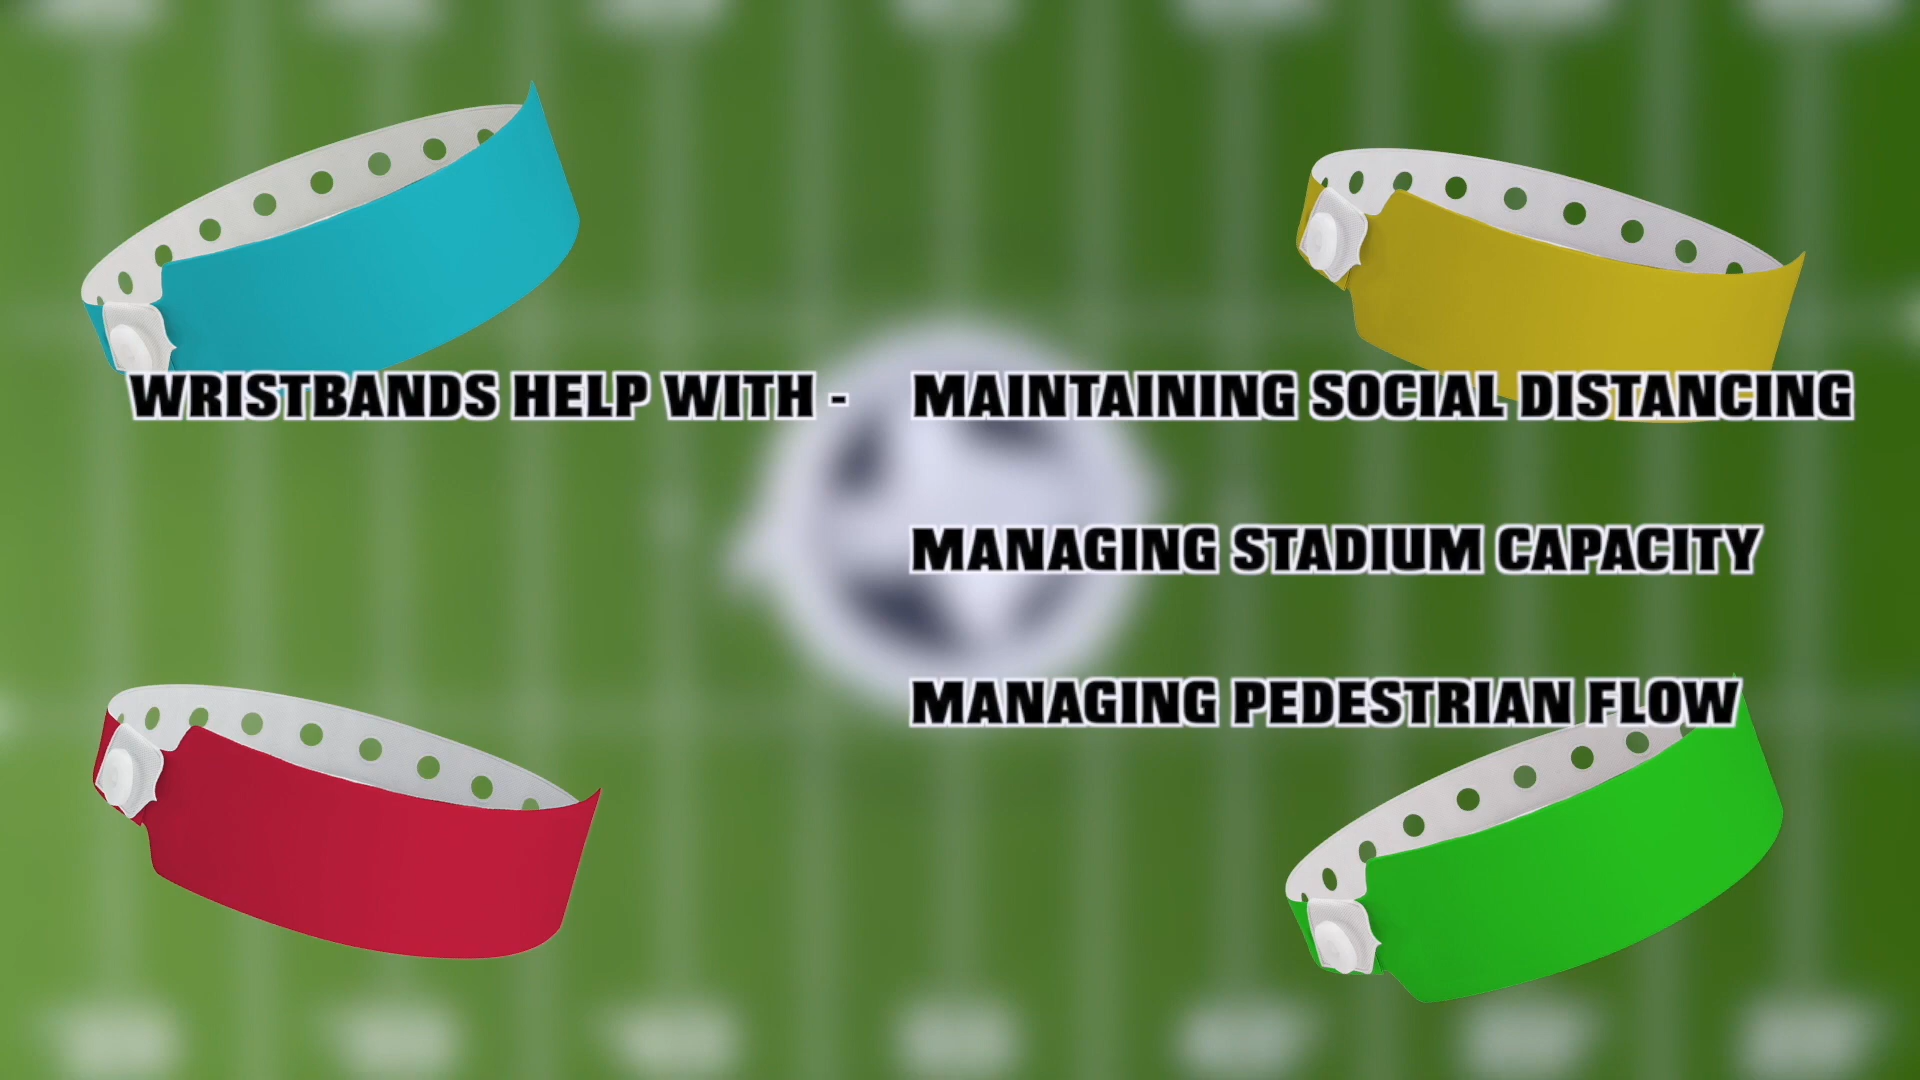 WRISTBANDS HELP WITH - MAINTAINING SOCIAL DISTANCING
MANAGING STADIUM CAPACITY
MANAGING PEDESTRIAN FLOW